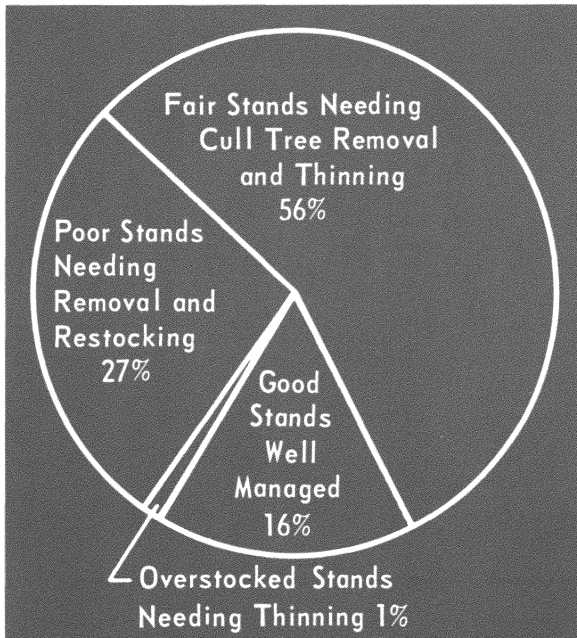 Fair Stands Needing
Cull Tree Removal
and Thinning
56%
Poor Stands
Needing
Removal and
Restocking
27%
Good
Stands
Well
Managed
16%
Overstocked Stands
Needing Thinning 1%